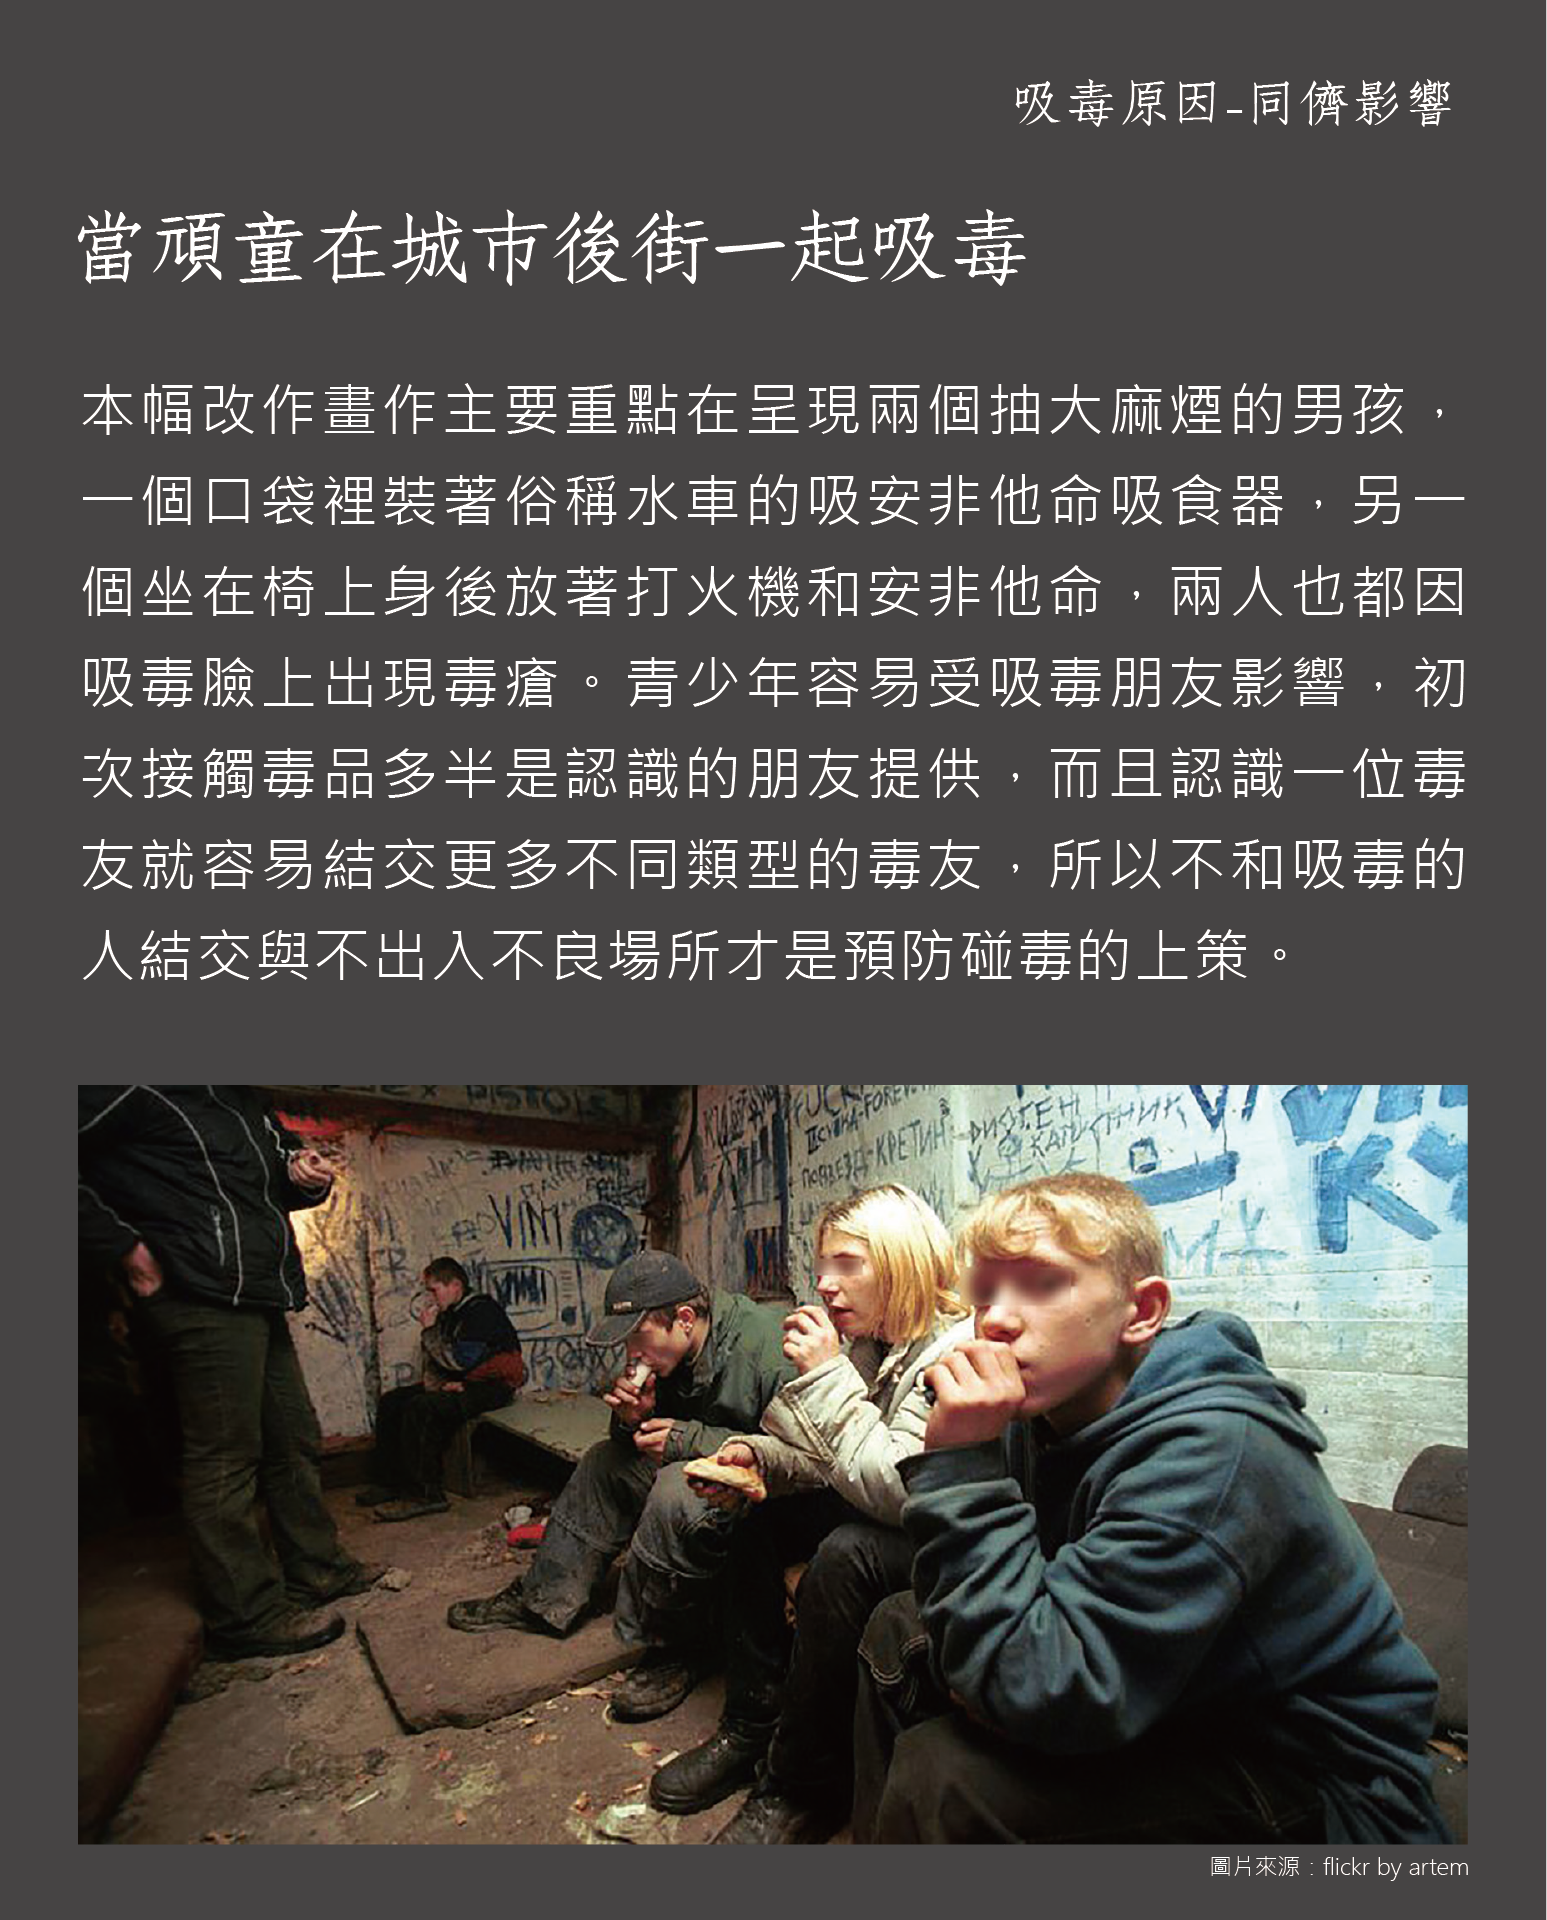 吸毒原因-同儕影響
當頑童在城市後街一起吸毒
本幅改作畫作主要重點在呈現兩個抽大麻煙的男孩，
一個口袋裡裝著俗稱水車的吸安非他命吸食器，另一
個坐在椅上身後放著打火機和安非他命，兩人也都因
吸毒臉上出現毒瘡。青少年容易受吸毒朋友影響，初
次接觸毒品多半是認識的朋友提供，而且認識一位毒
友就容易結交更多不同類型的毒友，所以不和吸毒的
人結交與不出入不良場所才是預防碰毒的上策。
PISTOLS
FUCK
FOREVER
КРЕТИН
ПОДЪЕЗД
VINT
圖片來源：flickr by artem